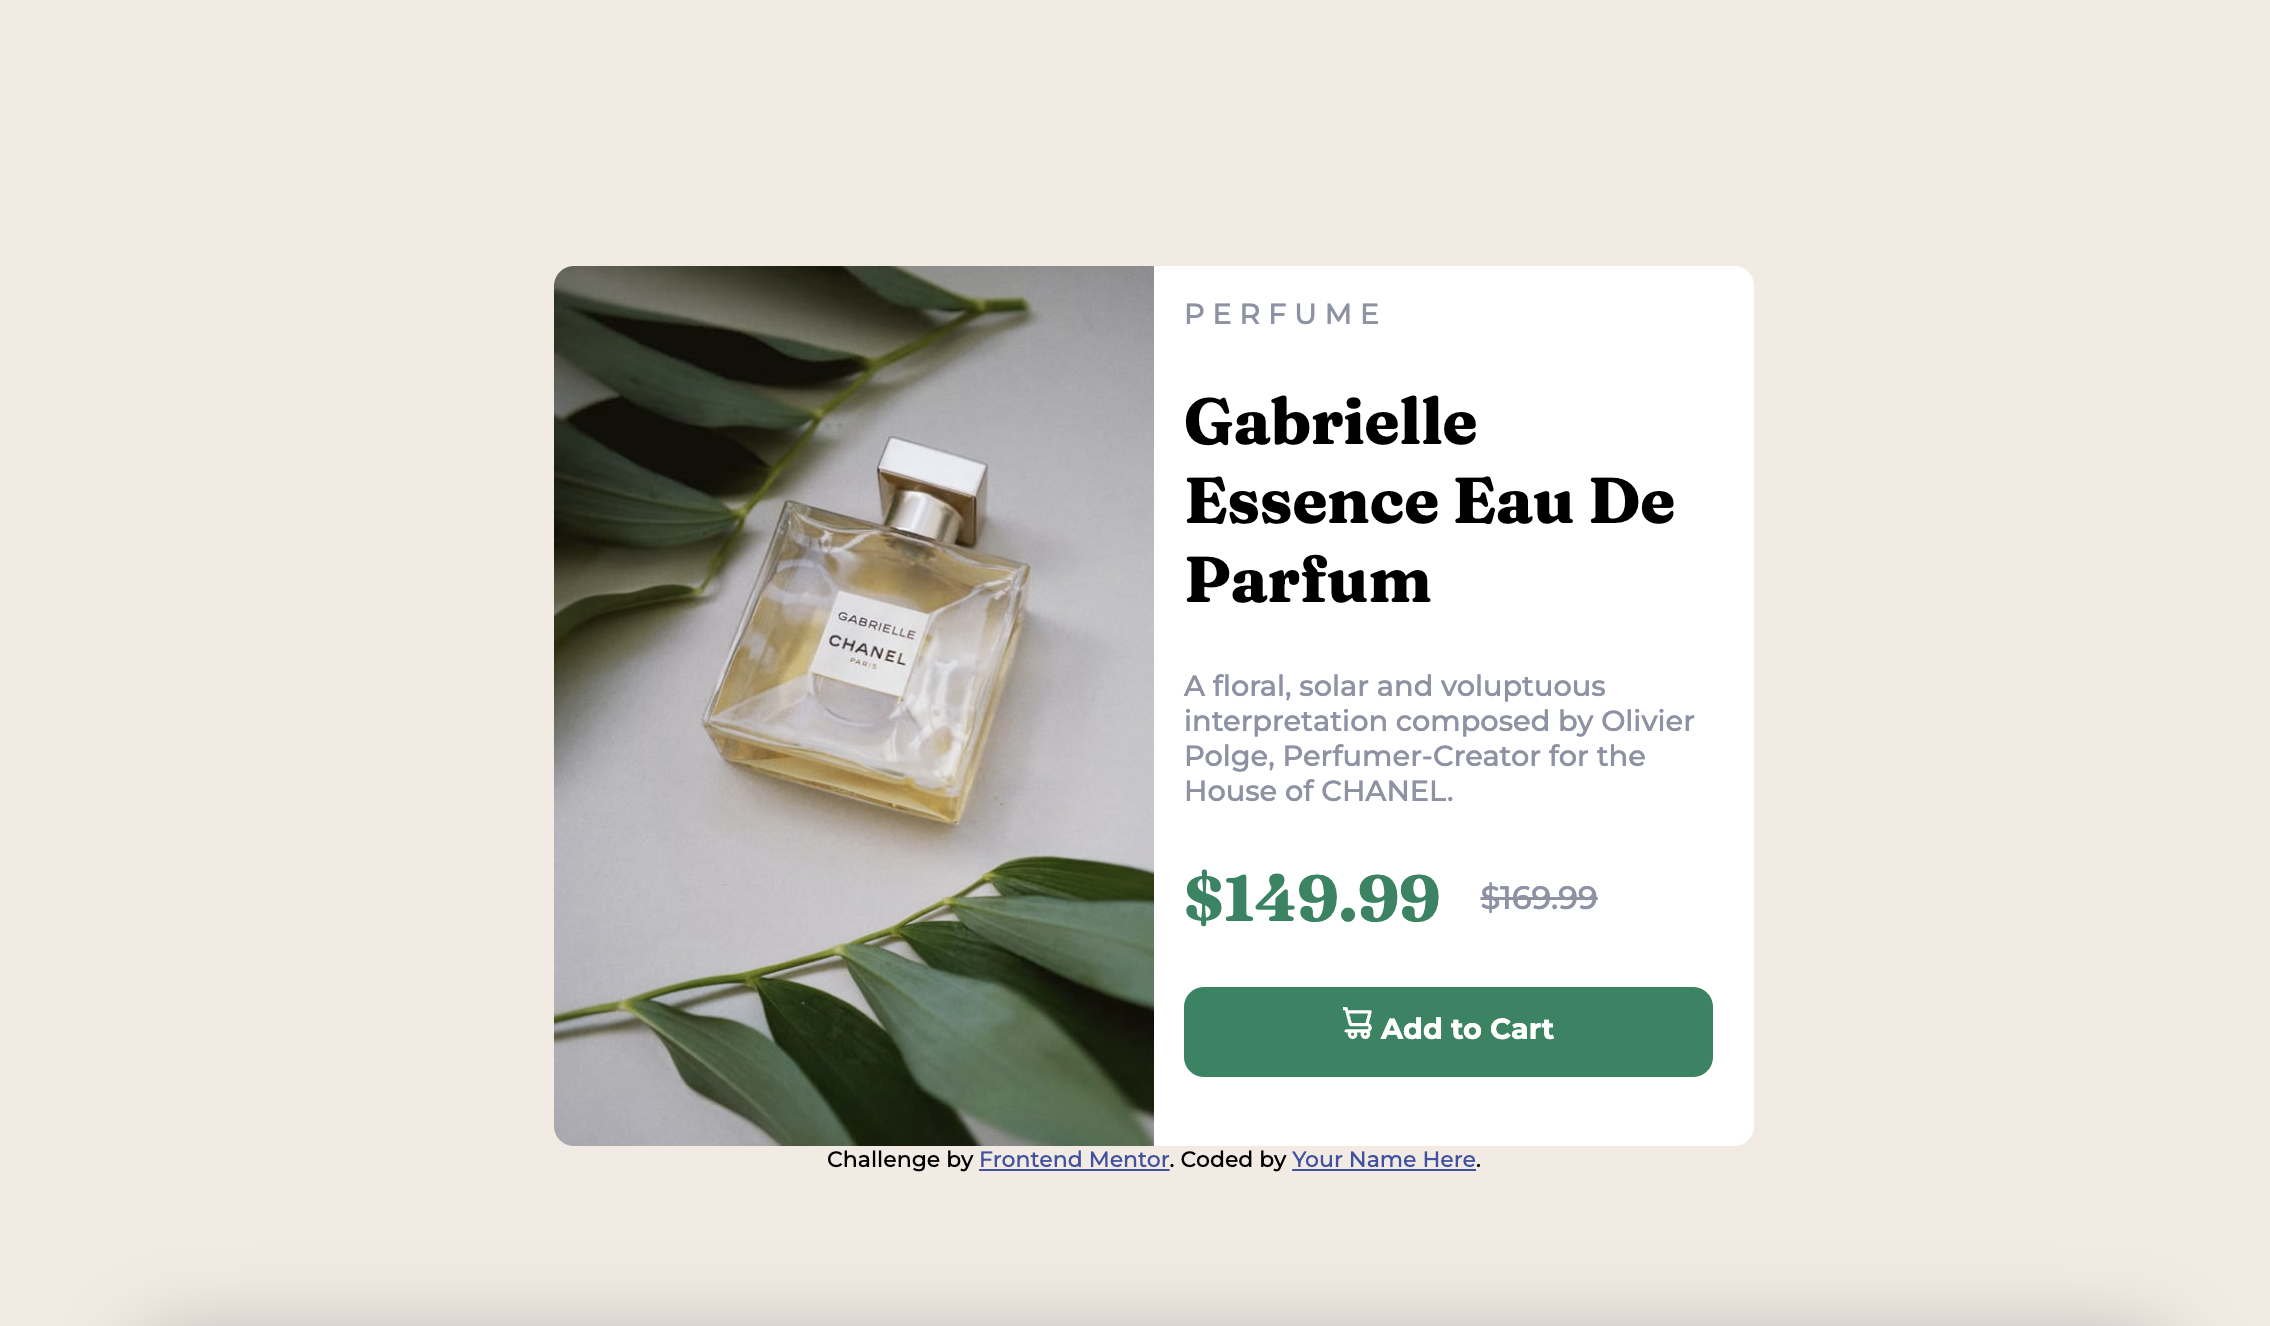 GABRIELLE
CHANEL
PARIS
PERFUME
Gabrielle
Essence Eau De
Parfum
A floral, solar and voluptuous
interpretation composed by Olivier
Polge, Perfumer-Creator for the
House of CHANEL.
$149.99 $169.99
Add to Cart
Challenge by Frontend Mentor. Coded by Your Name Here.